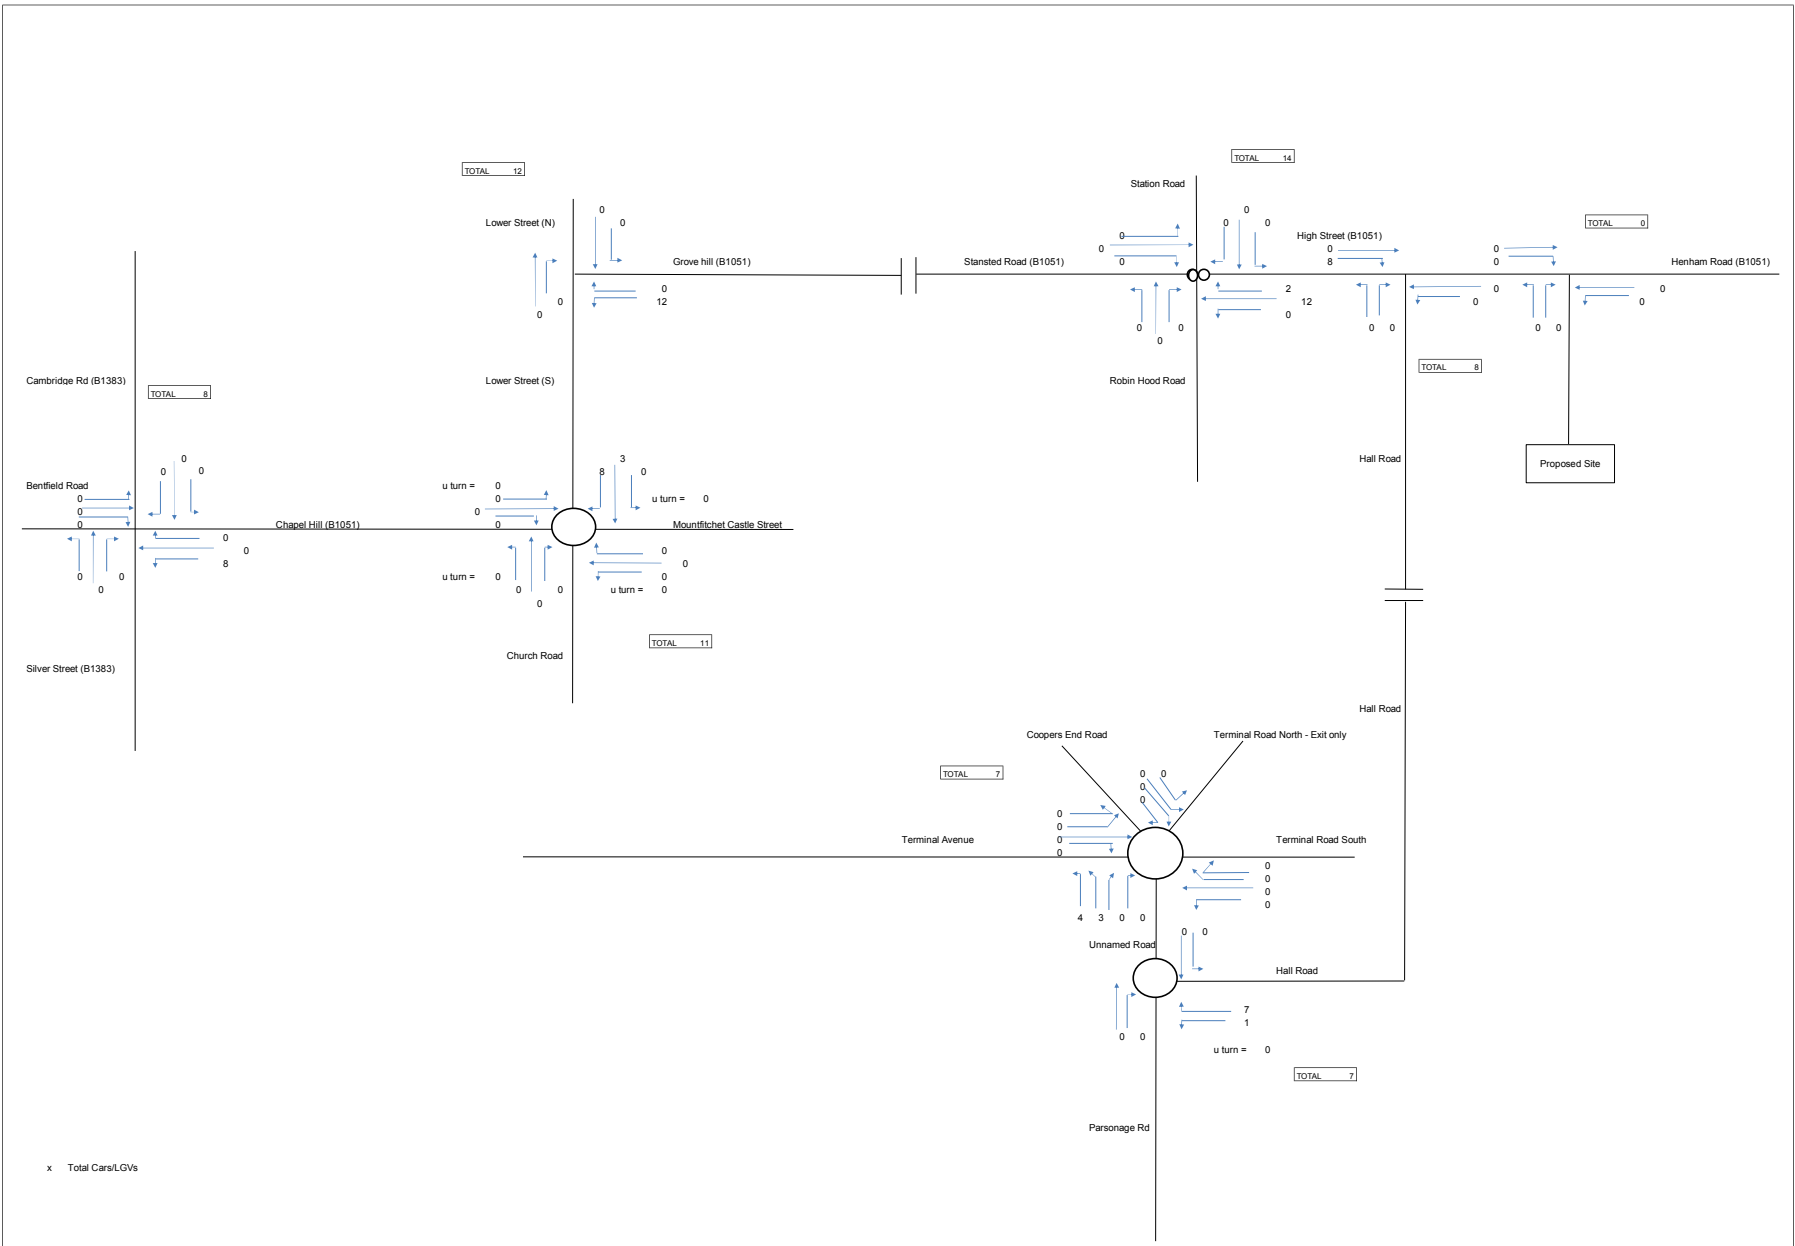 TOTAL 14
TOTAL 12
Station Road
0
Lower Street (N) 0
0 0 0
TOTAL 0
0 High Street (B1051)
0 0 0
0 8 0
Grove hill (B1051) Stansted Road (B1051) 0 Henham Road (B1051)
0 2 0 0
0 12 12 0 0
0 0
0 0 0 0 0 0
0
TOTAL 8
Cambridge Rd (B1383) Lower Street (S) Robin Hood Road
TOTAL 8
0 3 Hall Road Proposed Site
0 0 8 0
Bentfield Road u turn = 0
0 0 u turn = 0
0 0
0 Chapel Hill (B1051) 0 Mountfitchet Castle Street
0
0 0
8 0
0 0 u turn = 0 0
0 0 0 u turn = 0
0
TOTAL 11
Church Road
Silver Street (B1383)
Hall Road
Coopers End Road Terminal Road North - Exit only
TOTAL 7
0 0
0
0
0
0
0
0
Terminal Avenue Terminal Road South
0
0
0
0
4 3 0 0
0 0
Unnamed Road
Hall Road
7
1
0 0
u turn = 0
TOTAL 7
Parsonage Rd
x Total Cars/LGVs